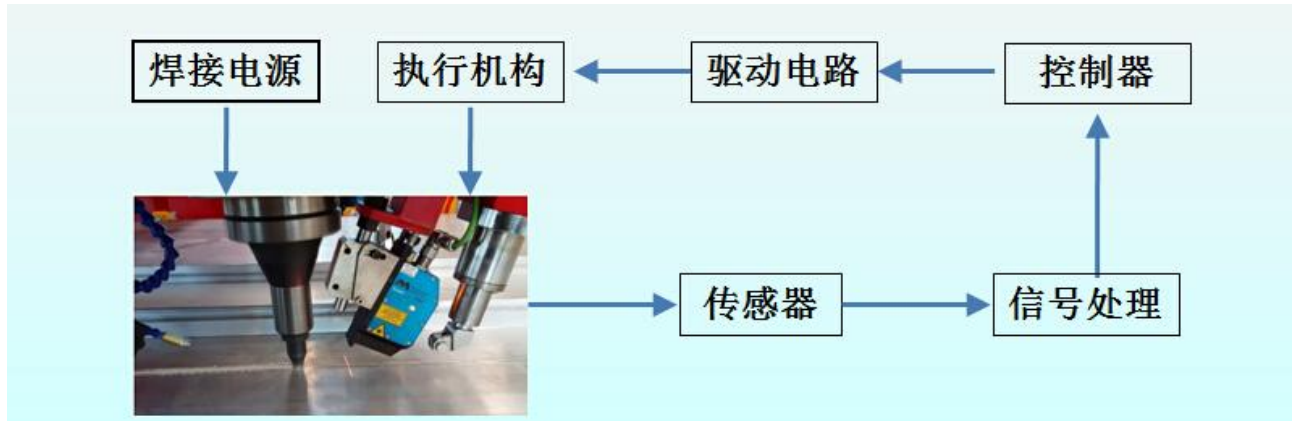 焊接电源
执行机构
驱动电路
控制器
传感器
信号处理